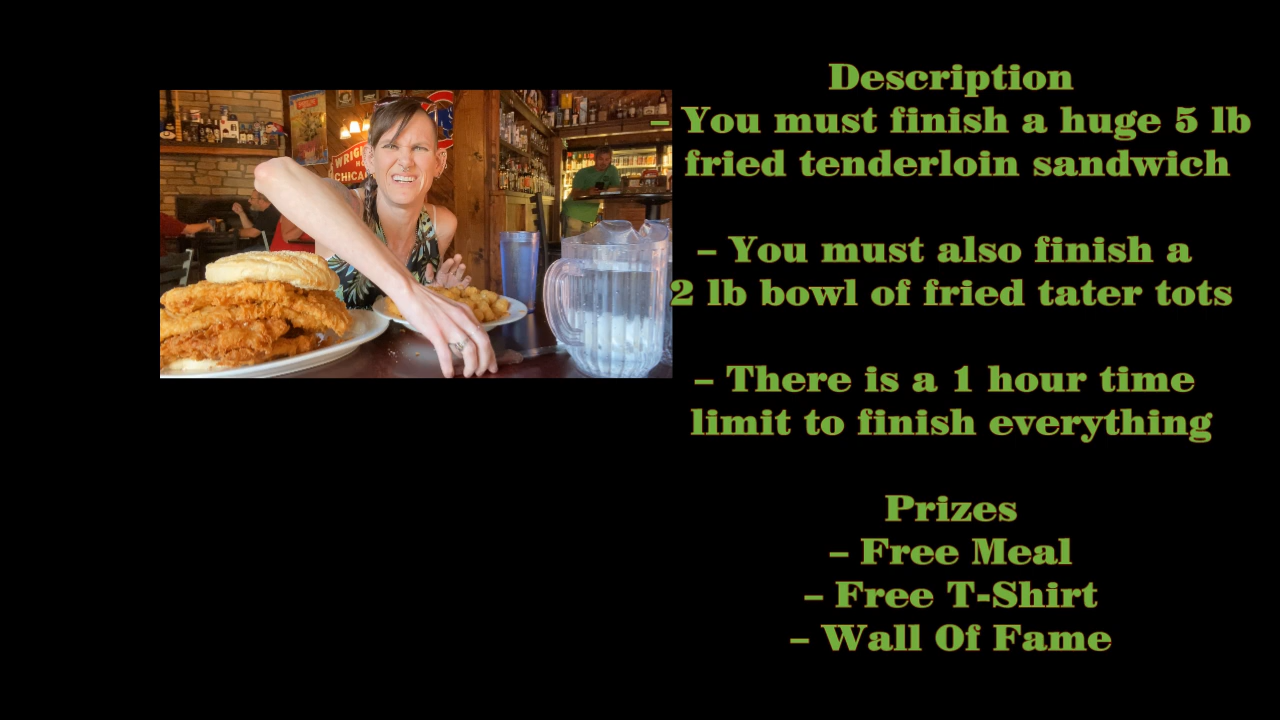 WRIG
CHICA
Description
– You must finish a huge 5 lb
fried tenderloin sandwich
– You must also finish a
2 lb bowl of fried tater tots
– There is a 1 hour time
limit to finish everything
Prizes
– Free Meal
– Free T-Shirt
– Wall Of Fame